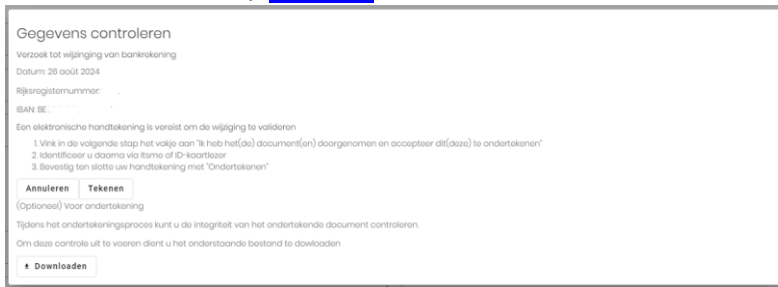 Gegevens controleren
Verzoek tot wijziging van bankrekening
Datum: 26 août 2024
Rijksregisternummer:
IBAN: BE
Een elektronische handtekening is vereist om de wijziging te valideren
1. Vink in de volgende stap het vakje aan "Ik heb het(de) document(en) doorgenomen en accepteer dit(deze) te ondertekenen"
2. Identificeer u daarna via Itsme of ID-kaartlezer
3. Bevestig ten slotte uw handtekening met "Ondertekenen"
Annuleren Tekenen
(Optioneel) Voor ondertekening
Tijdens het ondertekeningsproces kunt u de integriteit van het ondertekende document controleren.
Om deze controle uit te voeren dient u het onderstaande bestand te dowloaden
Downloaden